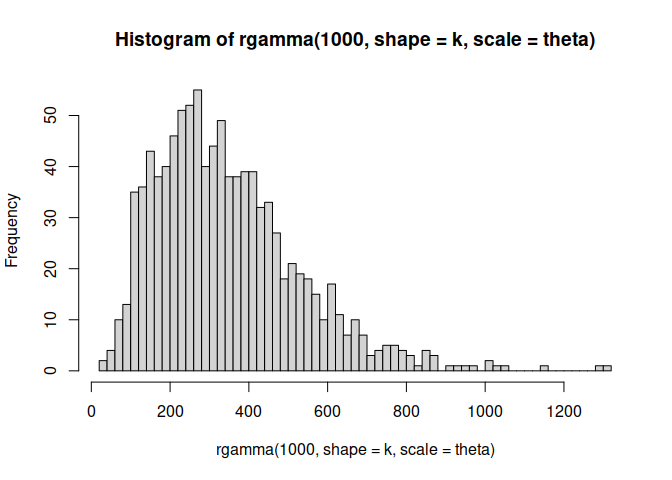 Histogram of rgamma(1000, shape = k, scale = theta)
Frequency
50
40
30
20
10
0
0 200 400 600 800 1000 1200
rgamma(1000, shape = k, scale = theta)